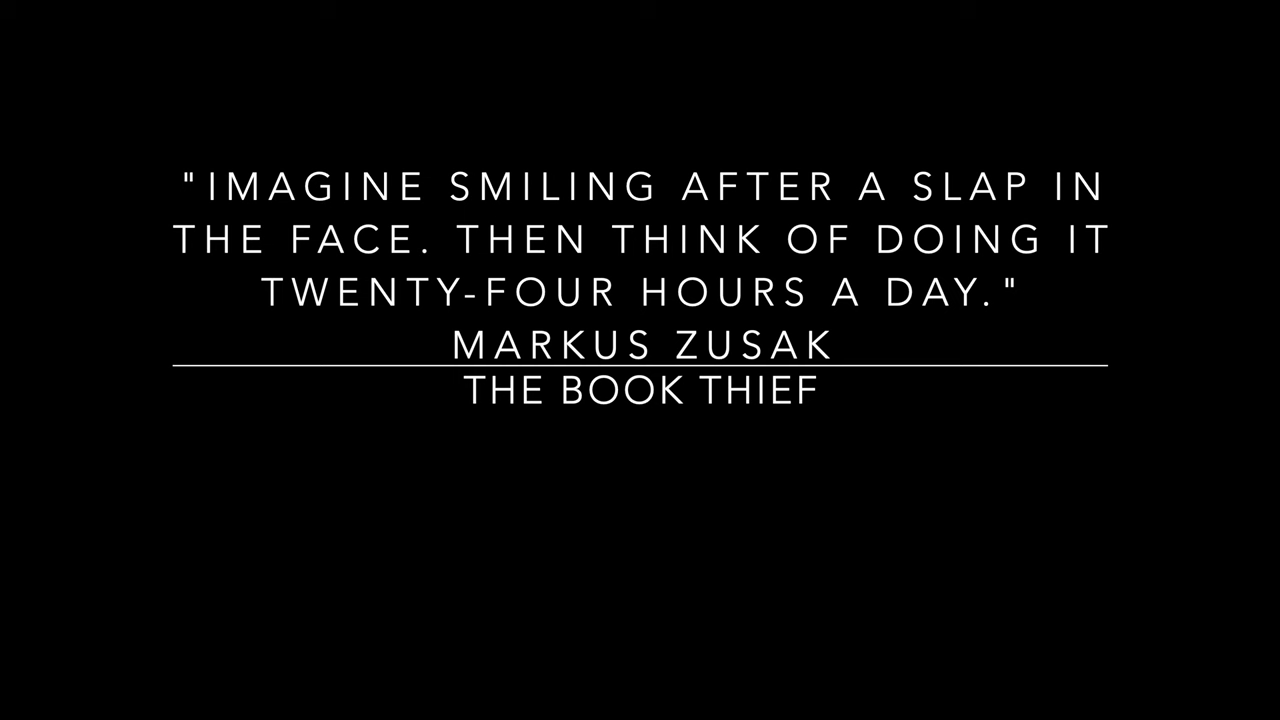 "IMAGINE SMILING AFTER A SLAP IN
THE FACE. THEN THINK OF DOING IT
TWENTY-FOUR HOURS A DAY."
MARKUS ZUSAK
THE BOOK THIEF